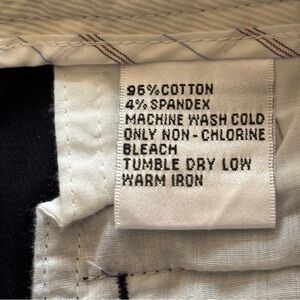 96% COTTON
4% SPANDEX
MACHINE WASH COLD
ONLY NON-CHLORINE
BLEACH
TUMBLE DRY LOW
WARM IRON